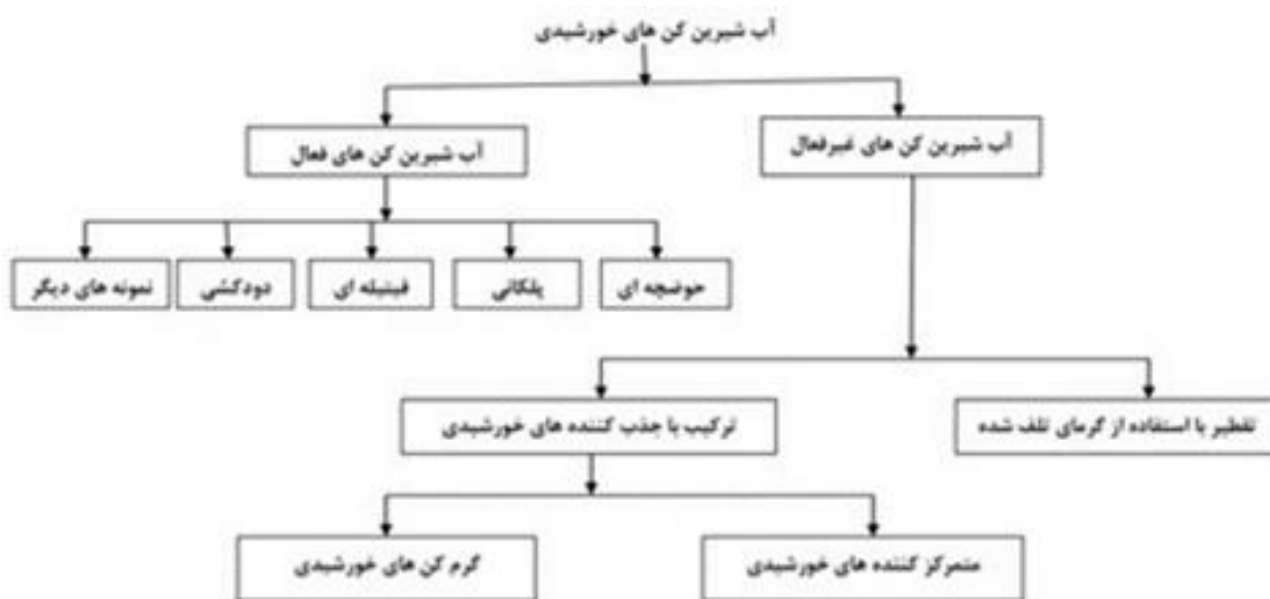 آب شیرین کن های خورشیدی
آب شیرین کن های غیرفعال
آب شیرین کن های فعال
حوضچه ای
پلکانی
فیتیله ای
دودکشی
نمونه های دیگر
تقطیر با استفاده از گرمای تلف شده
ترکیب با جذب کننده های خورشیدی
متمرکز کننده های خورشیدی
گرم کن های خورشیدی